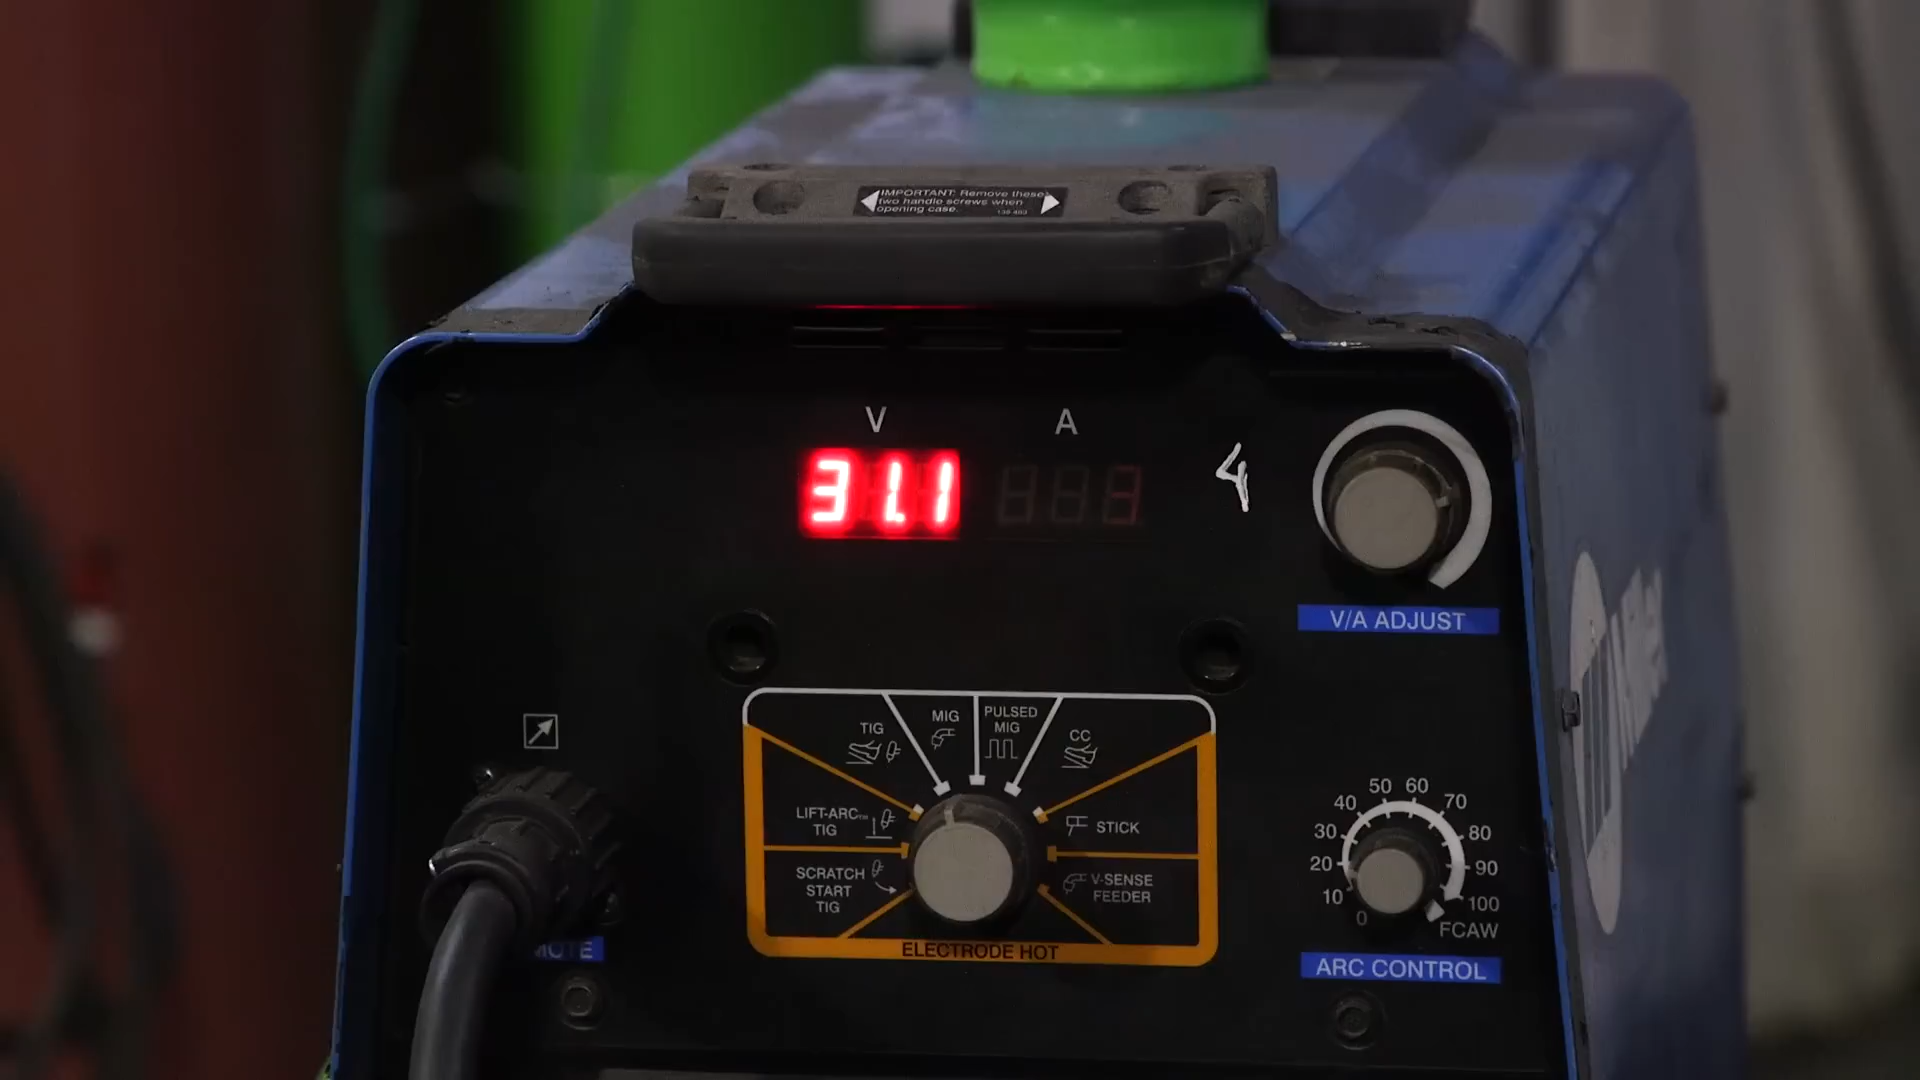 IMPORTANT: Remove these
two handle screws when
opening case.
V
A
31.1
4
V/A ADJUST
TIG
MIG
PULSED
MIG
CC
LIFT-ARC™
TIG
STICK
SCRATCH
START
TIG
V-SENSE
FEEDER
ELECTRODE HOT
0
10
20
30
40
50
60
70
80
90
100
FCAW
ARC CONTROL
Miller